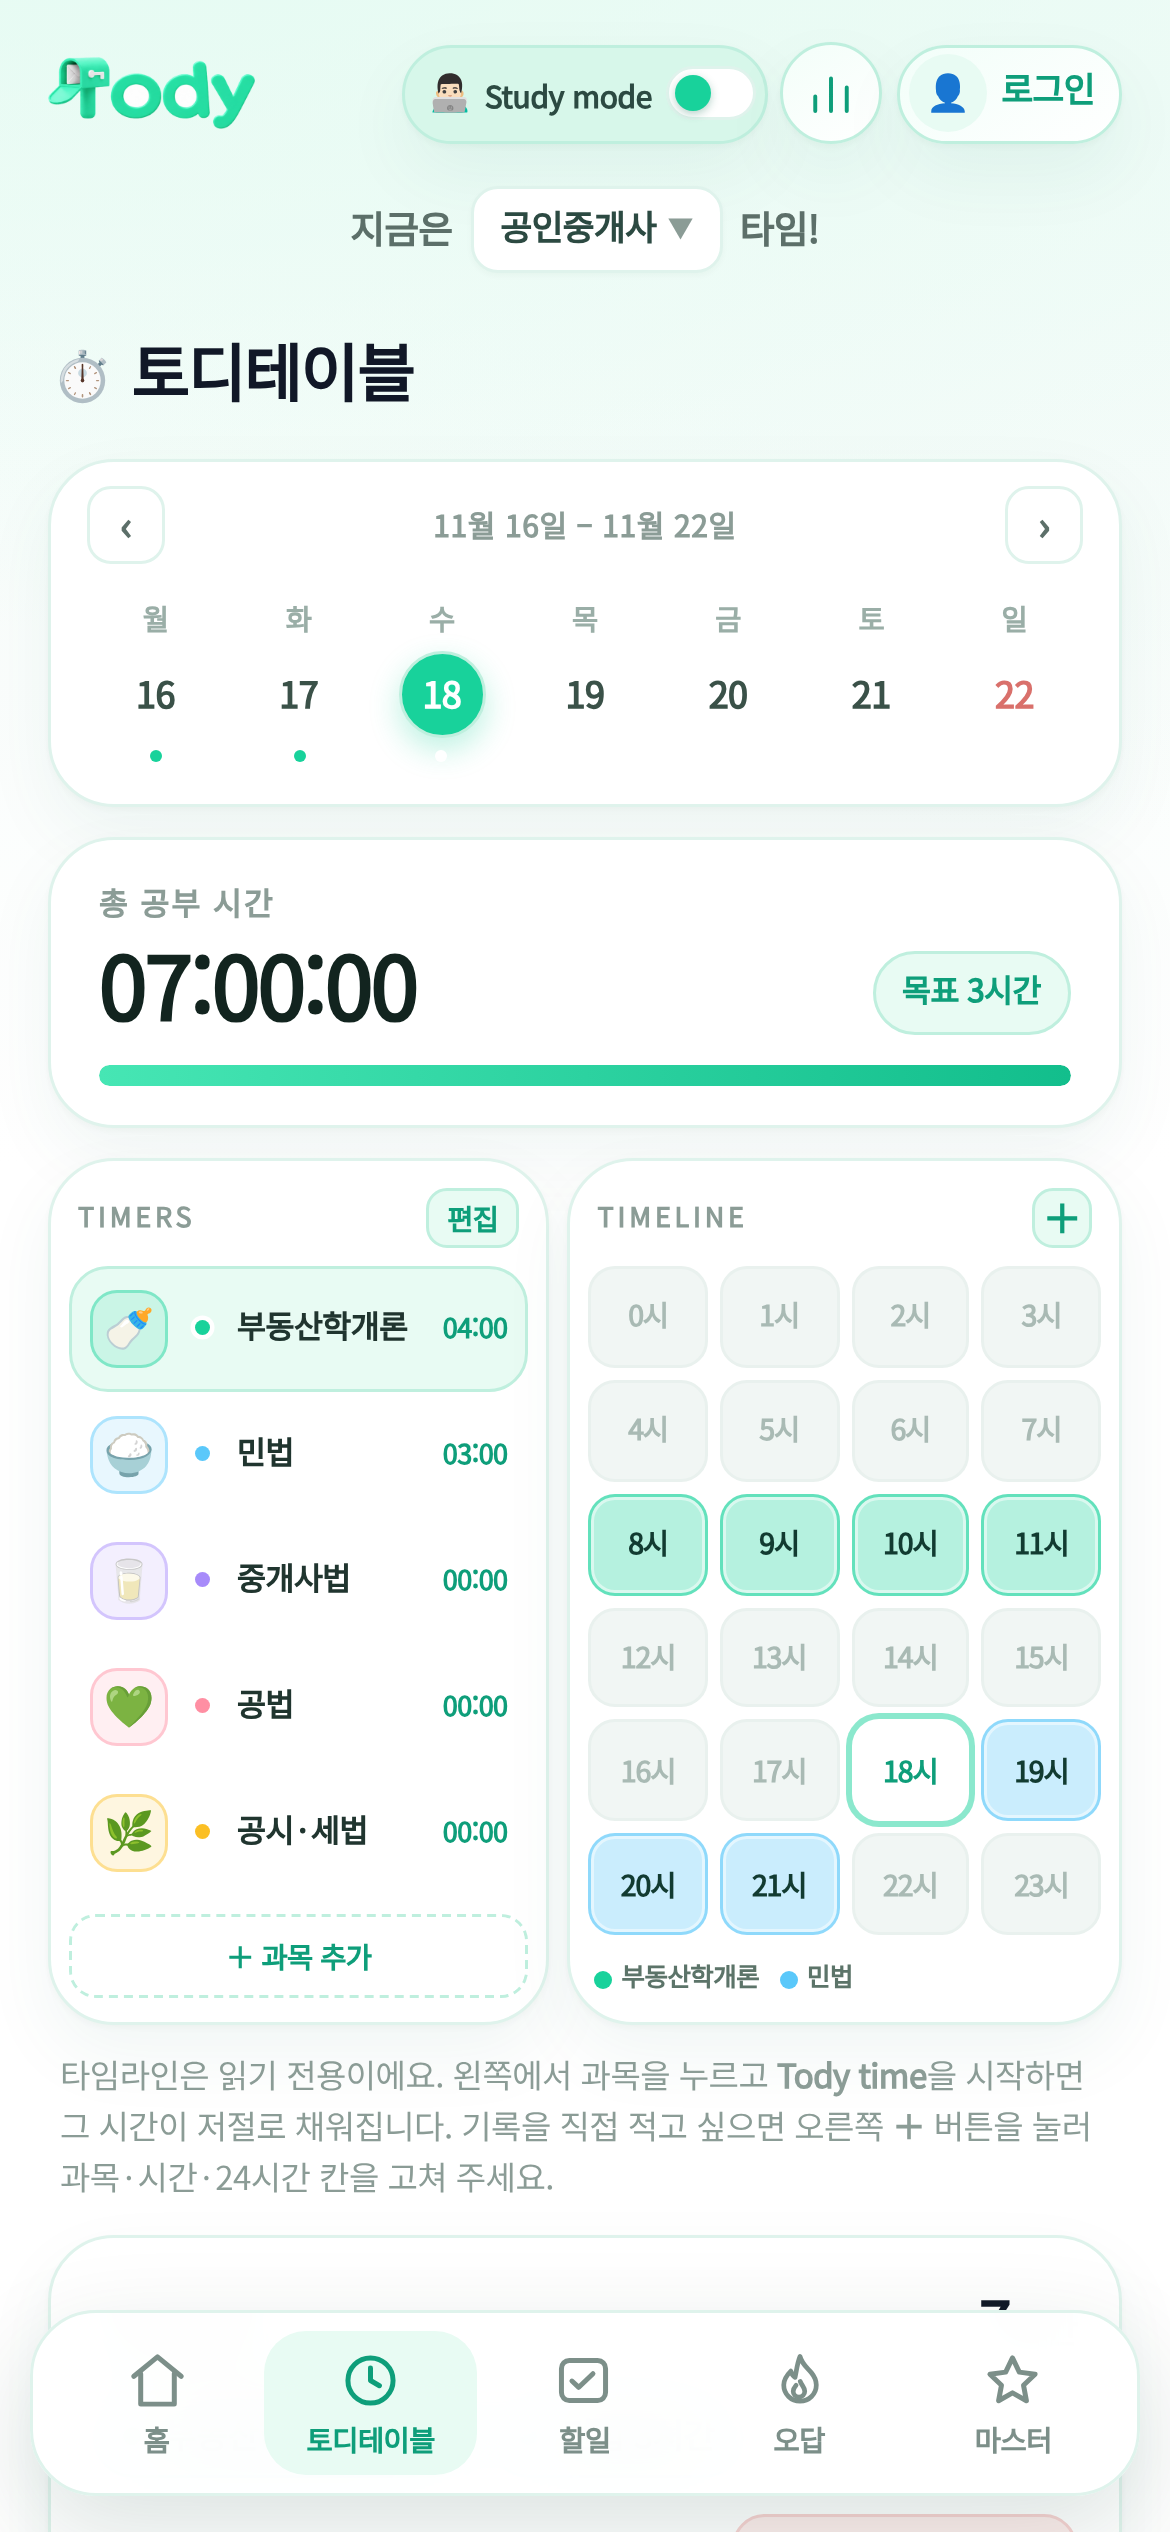 Tody
Study mode
로그인
지금은 공인중개사 ▼ 타임!
토디테이블
‹ 11월 16일 – 11월 22일 ›
월 화 수 목 금 토 일
16 17 18 19 20 21 22
총 공부 시간
07:00:00
목표 3시간
TIMERS 편집
부동산학개론 04:00
민법 03:00
중개사법 00:00
공법 00:00
공시·세법 00:00
+ 과목 추가
TIMELINE +
0시 1시 2시 3시
4시 5시 6시 7시
8시 9시 10시 11시
12시 13시 14시 15시
16시 17시 18시 19시
20시 21시 22시 23시
부동산학개론 민법
타임라인은 읽기 전용이에요. 왼쪽에서 과목을 누르고 Tody time을 시작하면
그 시간이 저절로 채워집니다. 기록을 직접 적고 싶으면 오른쪽 + 버튼을 눌러
과목·시간·24시간 칸을 고쳐 주세요.
홈 토디테이블 할일 오답 마스터